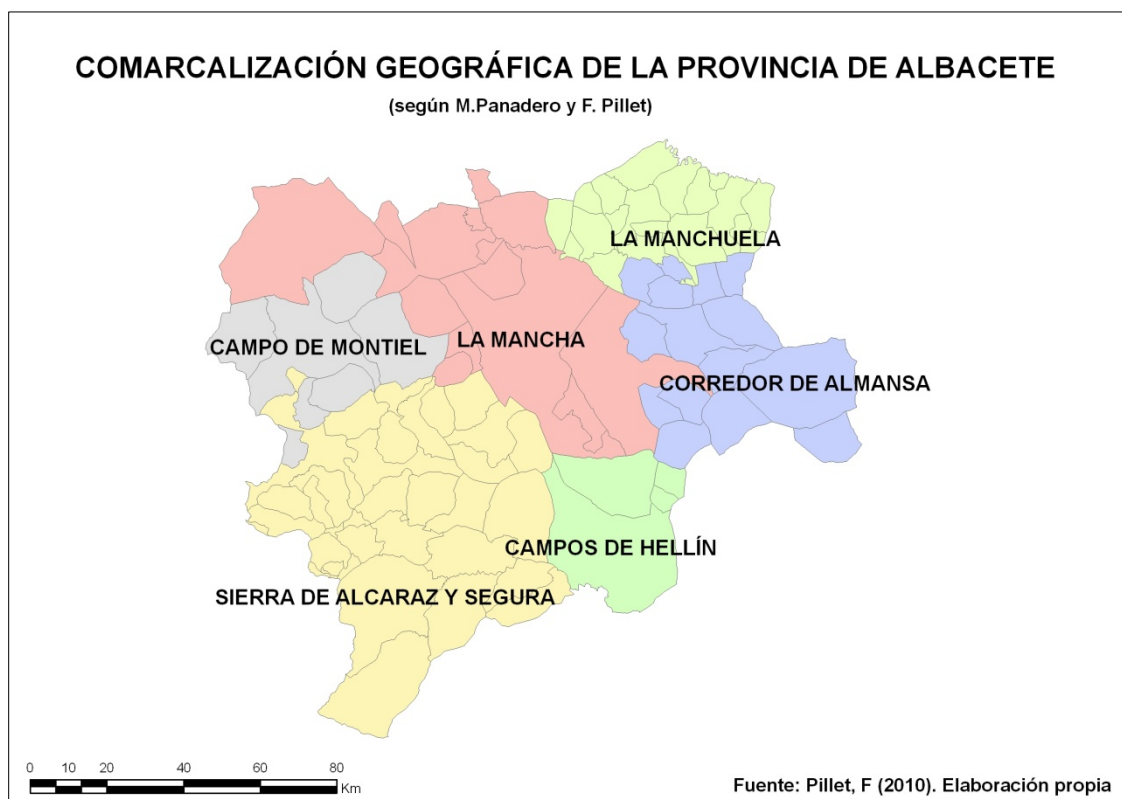 COMARCALIZACIÓN GEOGRÁFICA DE LA PROVINCIA DE ALBACETE
(según M.Panadero y F. Pillet)
LA MANCHUELA
CAMPO DE MONTIEL
LA MANCHA
CORREDOR DE ALMANSA
CAMPOS DE HELLÍN
SIERRA DE ALCARAZ Y SEGURA
0 10 20 40 60 80
Km
Fuente: Pillet, F (2010). Elaboración propia